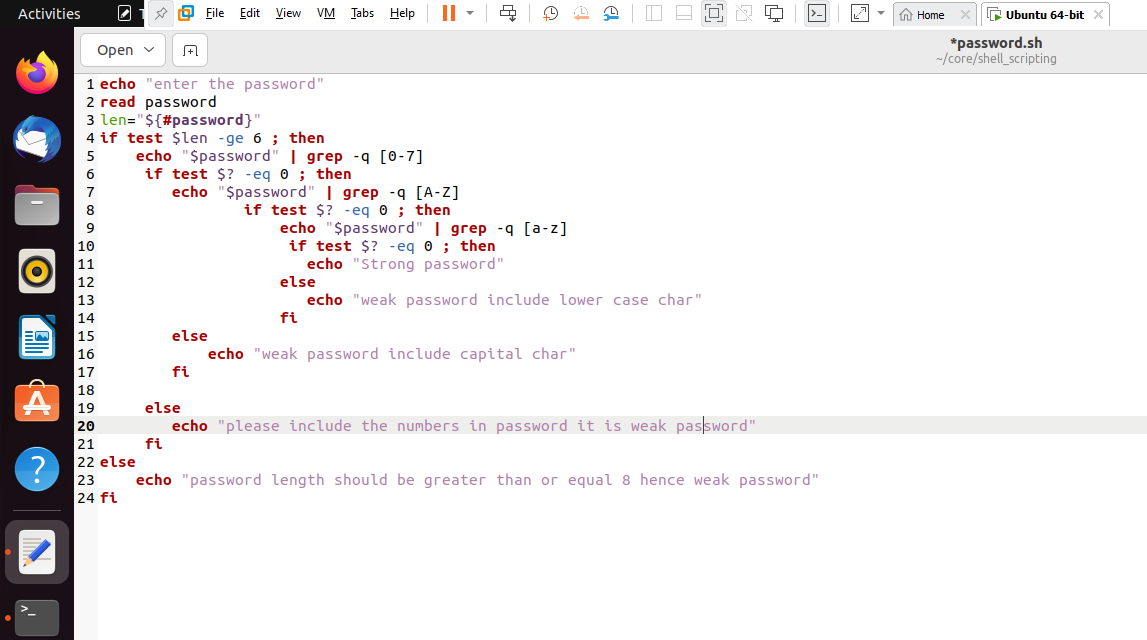 Activities
File Edit View VM Tabs Help
Home
Ubuntu 64-bit
Open
*password.sh
~/core/shell_scripting
1 echo "enter the password"
2 read password
3 len="${#password}"
4 if test $len -ge 6 ; then
5 echo "$password" | grep -q [0-7]
6 if test $? -eq 0 ; then
7 echo "$password" | grep -q [A-Z]
8 if test $? -eq 0 ; then
9 echo "$password" | grep -q [a-z]
10 if test $? -eq 0 ; then
11 echo "Strong password"
12 else
13 echo "weak password include lower case char"
14 fi
15 else
16 echo "weak password include capital char"
17 fi
18
19 else
20 echo "please include the numbers in password it is weak password"
21 fi
22 else
23 echo "password length should be greater than or equal 8 hence weak password"
24 fi